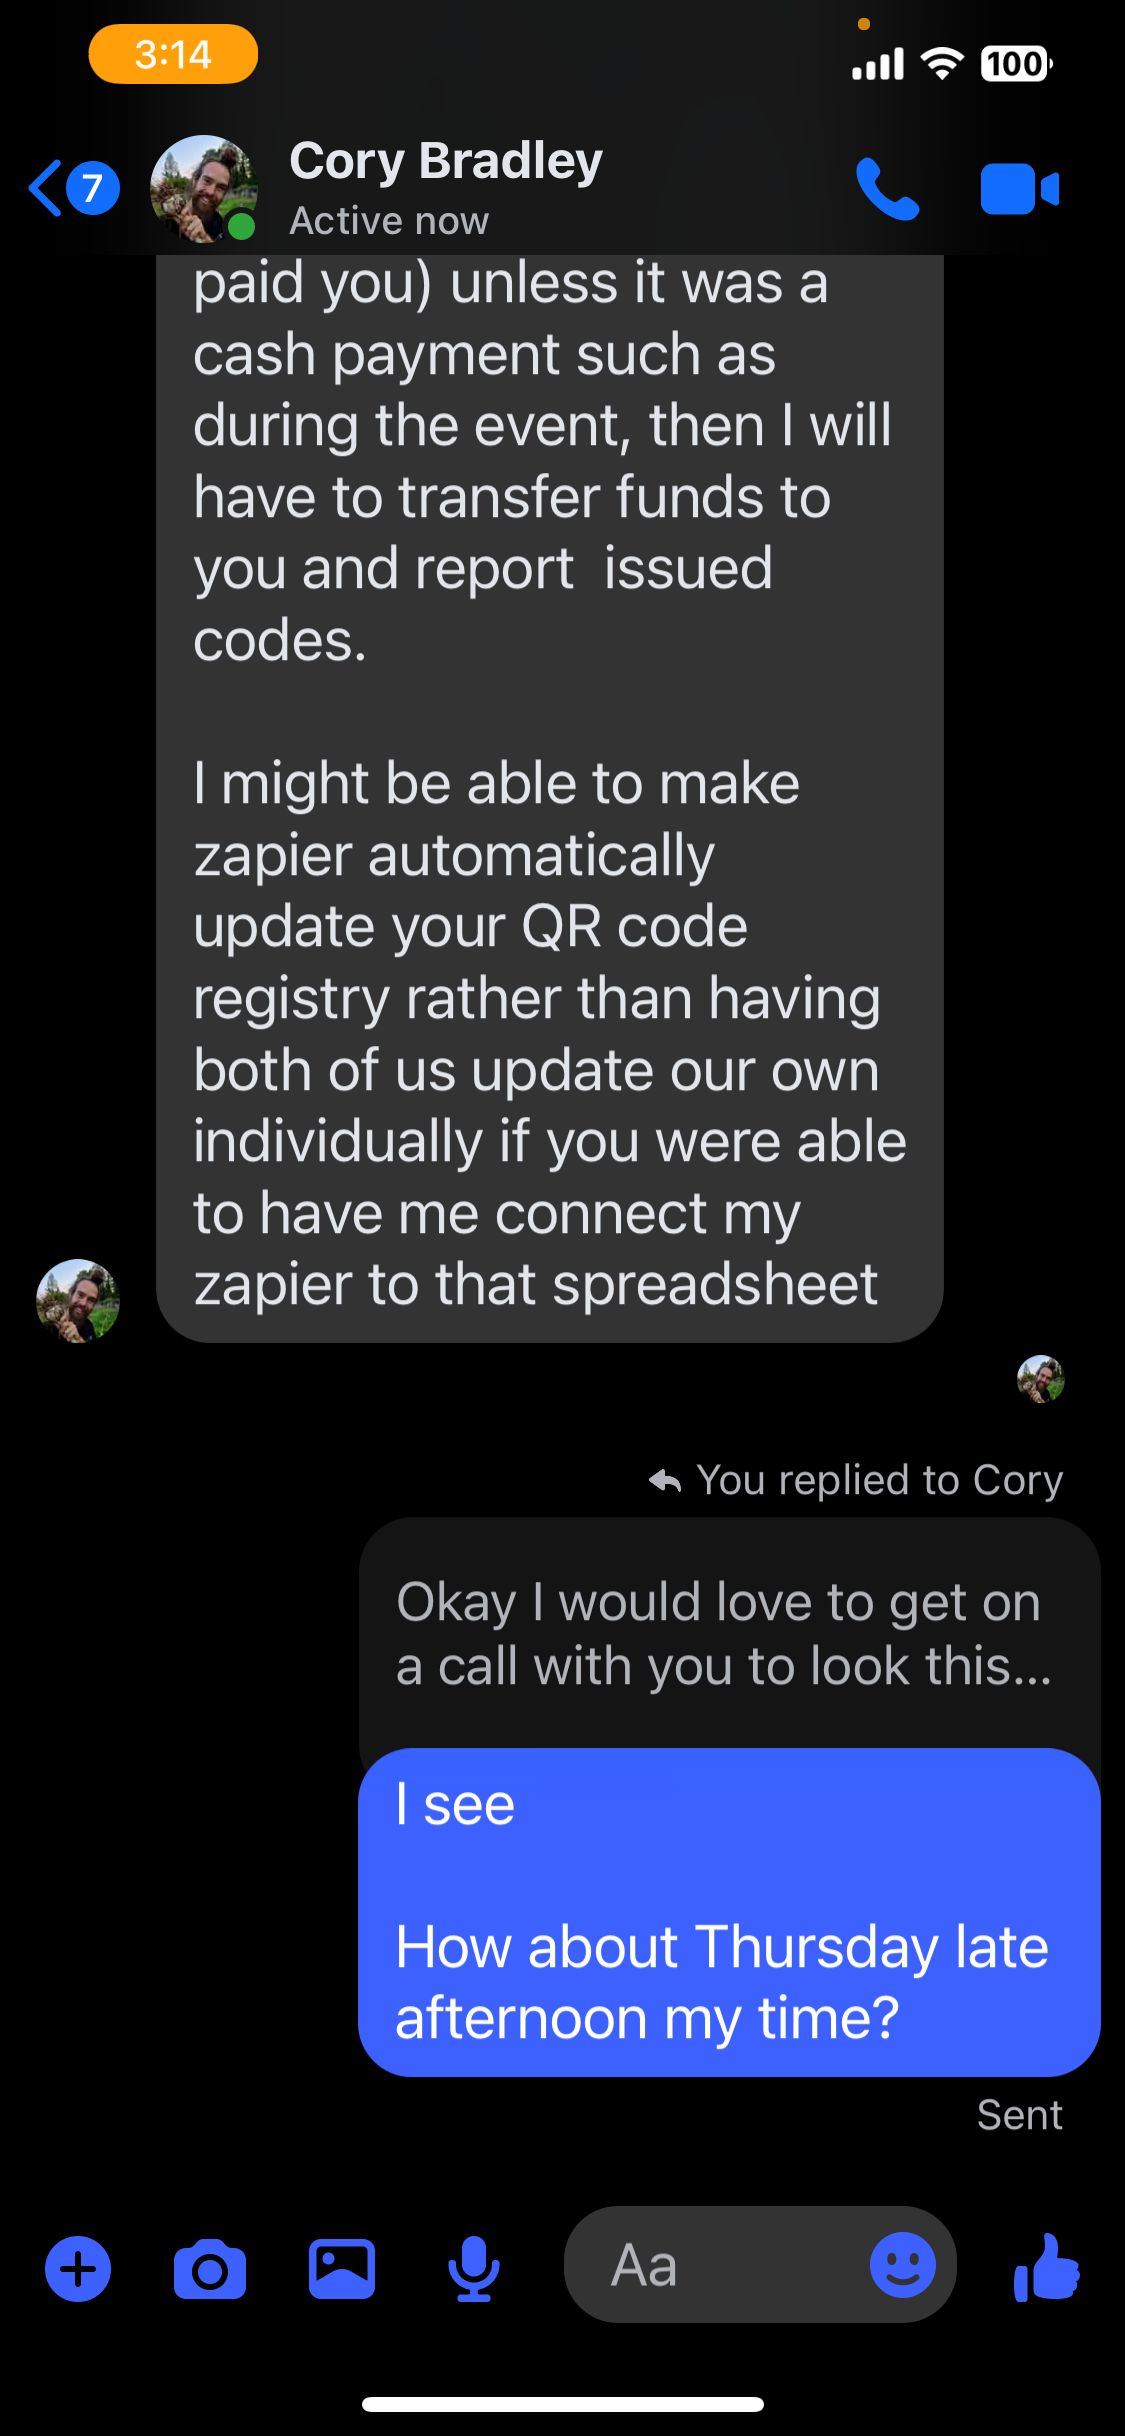 3:14
100
7
Cory Bradley
Active now
paid you) unless it was a
cash payment such as
during the event, then I will
have to transfer funds to
you and report  issued
codes.
I might be able to make
zapier automatically
update your QR code
registry rather than having
both of us update our own
individually if you were able
to have me connect my
zapier to that spreadsheet
You replied to Cory
Okay I would love to get on
a call with you to look this...
I see
How about Thursday late
afternoon my time?
Sent
Aa